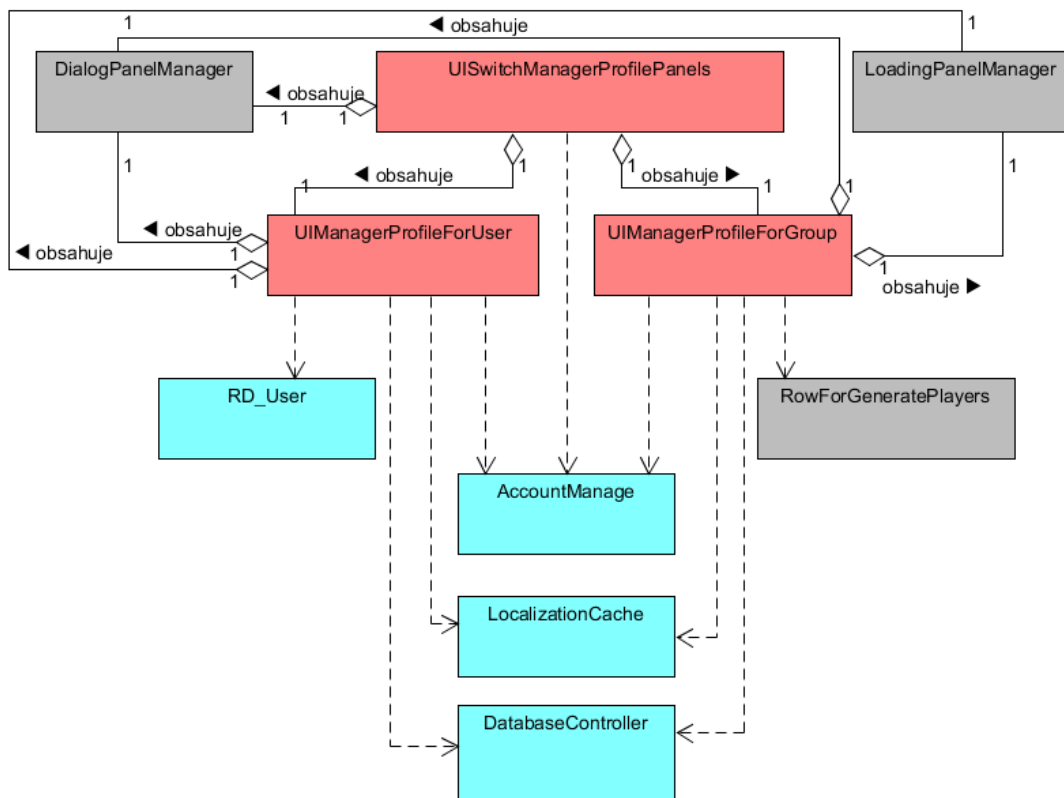 1
◀ obsahuje
1
DialogPanelManager
UISwitchManagerProfilePanels
LoadingPanelManager
◀ obsahuje
1
1
1
1
1
1
◀ obsahuje
obsahuje ▶
1
1
1
UIManagerProfileForUser
UIManagerProfileForGroup
◀ obsahuje
1
◀ obsahuje
1
1
obsahuje ▶
RD_User
RowForGeneratePlayers
AccountManage
LocalizationCache
DatabaseController